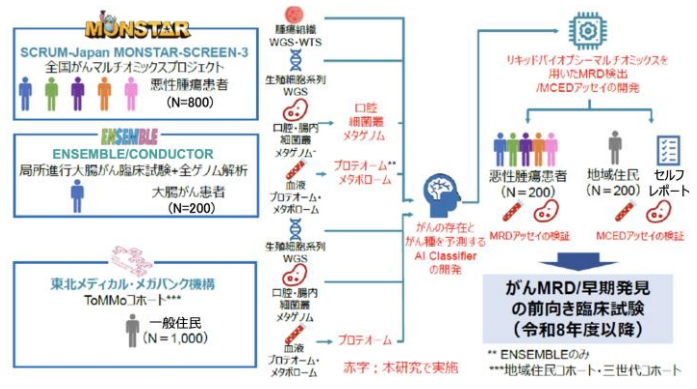 MONSTAR
SCRUM-Japan MONSTAR-SCREEN-3
全国がんマルチオミックスプロジェクト
悪性腫瘍患者
(N=800)
ENSEMBLE
ENSEMBLE/CONDUCTOR
局所進行大腸がん臨床試験+全ゲノム解析
大腸がん患者
(N=200)
東北メディカル・メガバンク機構
ToMMoコホート***
一般住民
(N=1,000)
腫瘍組織
WGS・WTS
生殖細胞系列
WGS
口腔・腸内
細菌叢
メタゲノム
血液
プロテオーム・
メタボローム
生殖細胞系列
WGS
口腔・腸内
細菌叢
メタゲノム
血液
プロテオーム・
メタボローム
口腔
細菌叢
メタゲノム
プロテオーム**
メタボローム
プロテオーム
赤字;本研究で実施
がんの存在と
がん種を予測する
AI Classifier
の開発
リキッドバイオプシーマルチオミックスを
用いたMRD検出
/MCEDアッセイの開発
悪性腫瘍患者
(N=200)
MRDアッセイの検証
地域住民
(N=200)
セルフ
レポート
MCEDアッセイの検証
がんMRD/早期発見
の前向き臨床試験
(令和8年度以降)
** ENSEMBLEのみ
***地域住民コホート・三世代コホート